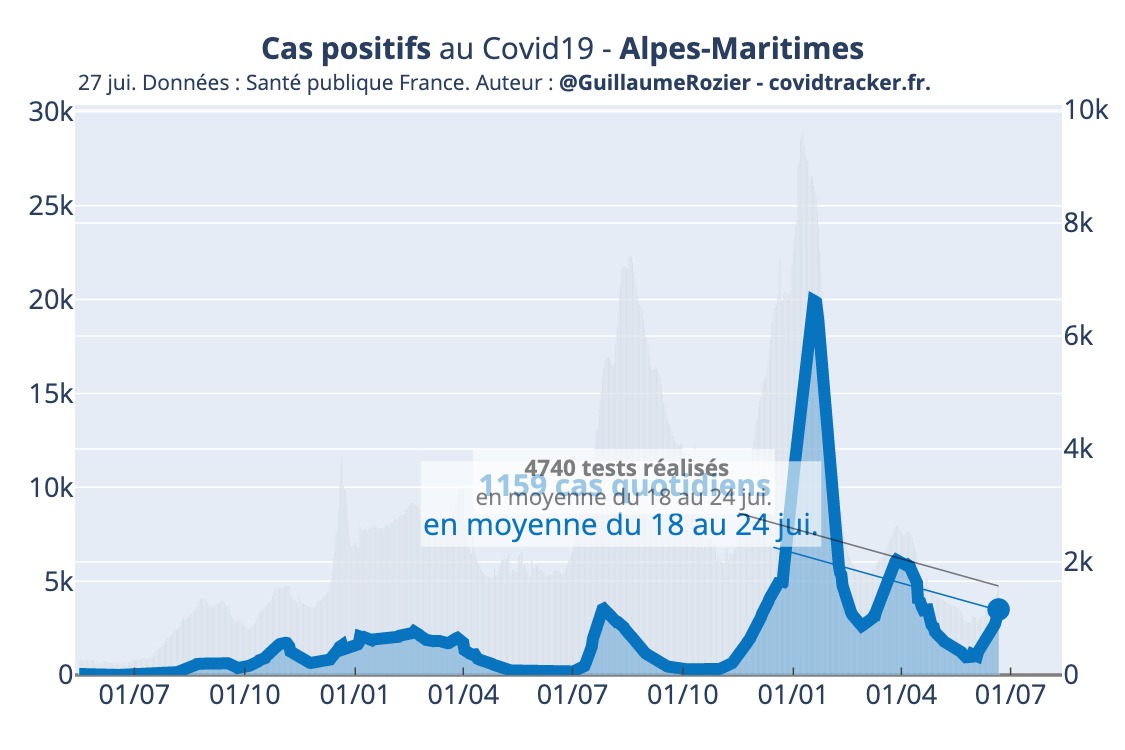 Cas positifs au Covid19 - Alpes-Maritimes
27 jui. Données : Santé publique France. Auteur : @GuillaumeRozier - covidtracker.fr.
30k
25k
20k
15k
10k
5k
0
10k
8k
6k
4k
2k
0
4740 tests réalisés
en moyenne du 18 au 24 jui.
1159 cas quotidiens
en moyenne du 18 au 24 jui.
01/07 01/10 01/01 01/04 01/07 01/10 01/01 01/04 01/07